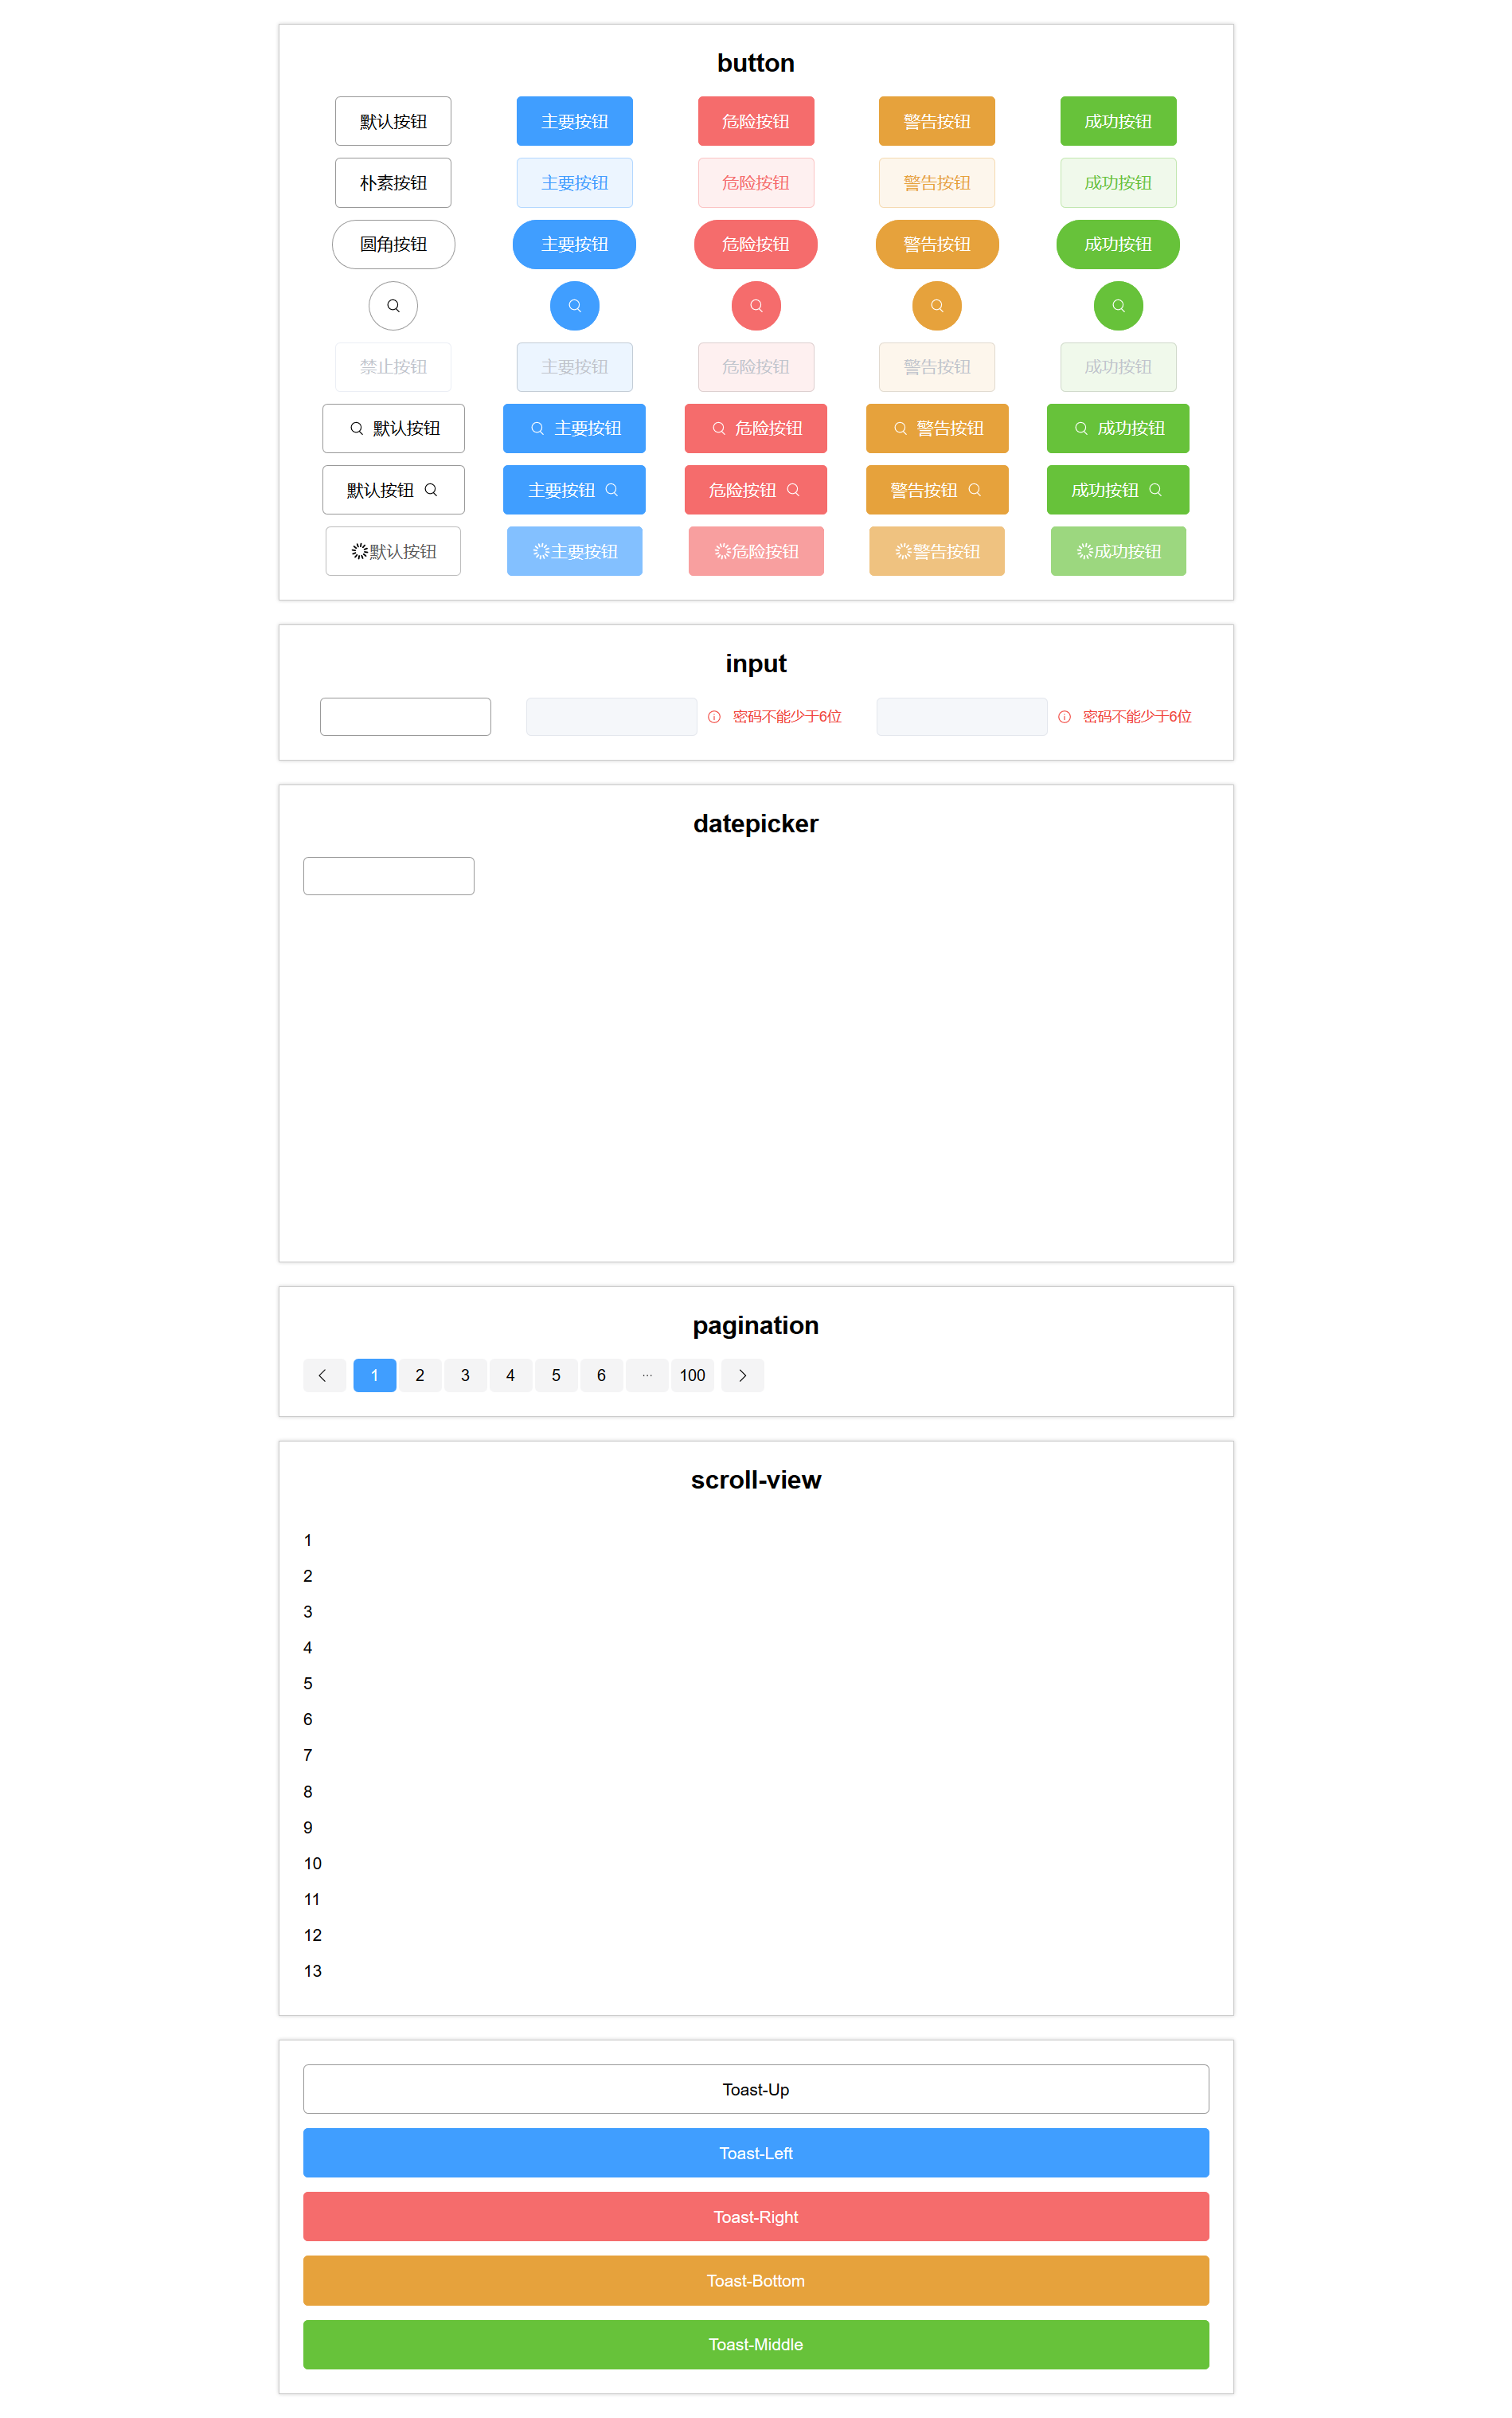 button
默认按钮 主要按钮 危险按钮 警告按钮 成功按钮
朴素按钮 主要按钮 危险按钮 警告按钮 成功按钮
圆角按钮 主要按钮 危险按钮 警告按钮 成功按钮
禁止按钮 主要按钮 危险按钮 警告按钮 成功按钮
默认按钮 主要按钮 危险按钮 警告按钮 成功按钮
默认按钮 主要按钮 危险按钮 警告按钮 成功按钮
默认按钮 主要按钮 危险按钮 警告按钮 成功按钮
input
密码不能少于6位 密码不能少于6位
datepicker
pagination
1 2 3 4 5 6 ··· 100
scroll-view
1
2
3
4
5
6
7
8
9
10
11
12
13
Toast-Up
Toast-Left
Toast-Right
Toast-Bottom
Toast-Middle